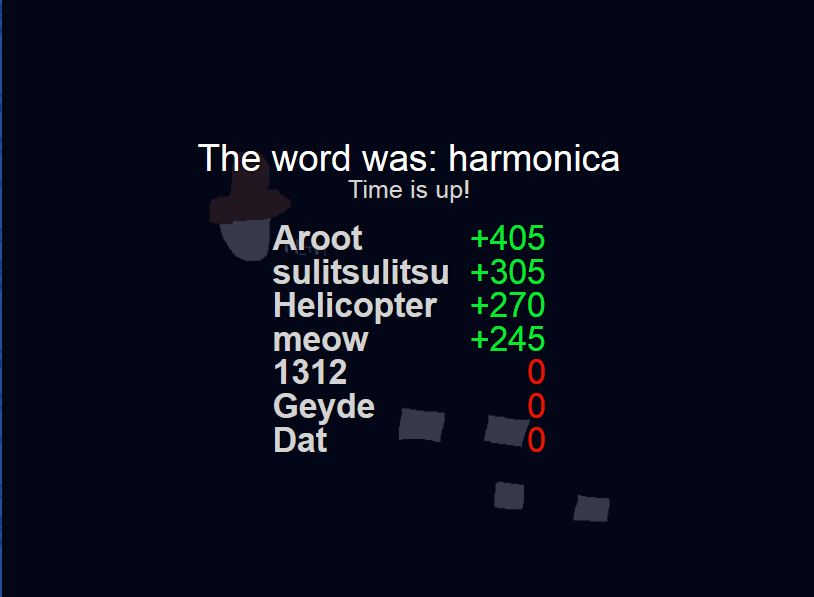 The word was: harmonica
Time is up!
Aroot +405
sulitsulitsu +305
Helicopter +270
meow +245
1312 0
Geyde 0
Dat 0